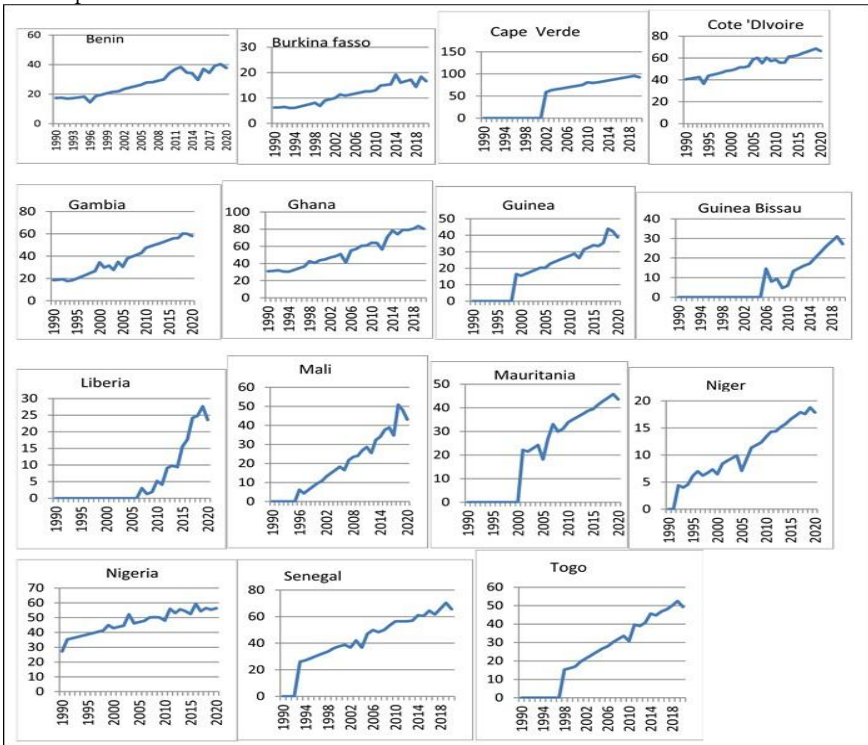 Benin
60
40
20
0
1990 1993 1996 1999 2002 2005 2008 2011 2014 2017 2020
Burkina fasso
30
20
10
0
1990 1994 1998 2002 2006 2010 2014 2018
Cape Verde
150
100
50
0
1990 1994 1998 2002 2006 2010 2014 2018
Cote 'DIvoire
80
60
40
20
0
1990 1995 2000 2005 2010 2015 2020
Gambia
80
60
40
20
0
1990 1995 2000 2005 2010 2015 2020
Ghana
100
80
60
40
20
0
1990 1994 1998 2002 2006 2010 2014 2018
Guinea
50
40
30
20
10
0
1990 1995 2000 2005 2010 2015 2020
Guinea Bissau
40
30
20
10
0
1990 1994 1998 2002 2006 2010 2014 2018
Liberia
30
25
20
15
10
5
0
1990 1995 2000 2005 2010 2015 2020
Mali
60
50
40
30
20
10
0
1990 1996 2002 2008 2014 2020
Mauritania
50
40
30
20
10
0
1990 1995 2000 2005 2010 2015 2020
Niger
20
15
10
5
0
1990 1995 2000 2005 2010 2015 2020
Nigeria
70
60
50
40
30
20
10
0
1990 1995 2000 2005 2010 2015 2020
Senegal
80
60
40
20
0
1990 1994 1998 2002 2006 2010 2014 2018
Togo
60
50
40
30
20
10
0
1990 1994 1998 2002 2006 2010 2014 2018